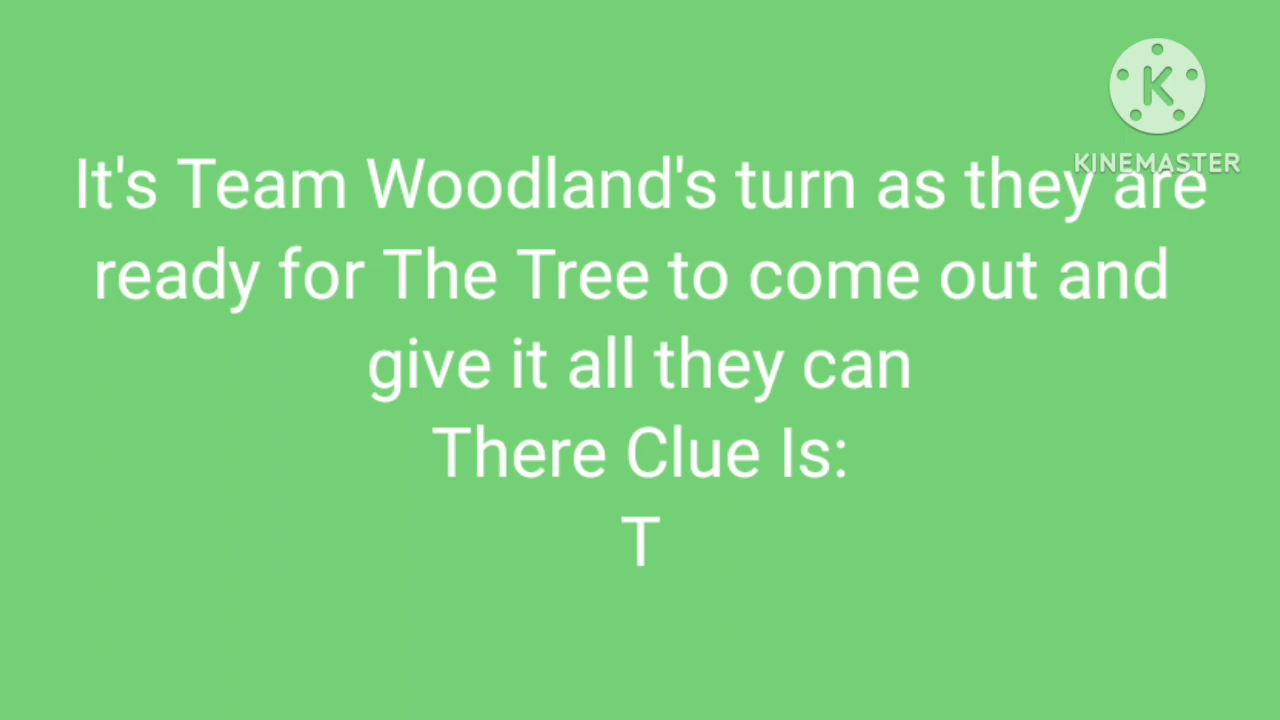 K
KINEMASTER
It's Team Woodland's turn as they are
ready for The Tree to come out and
give it all they can
There Clue Is:
T